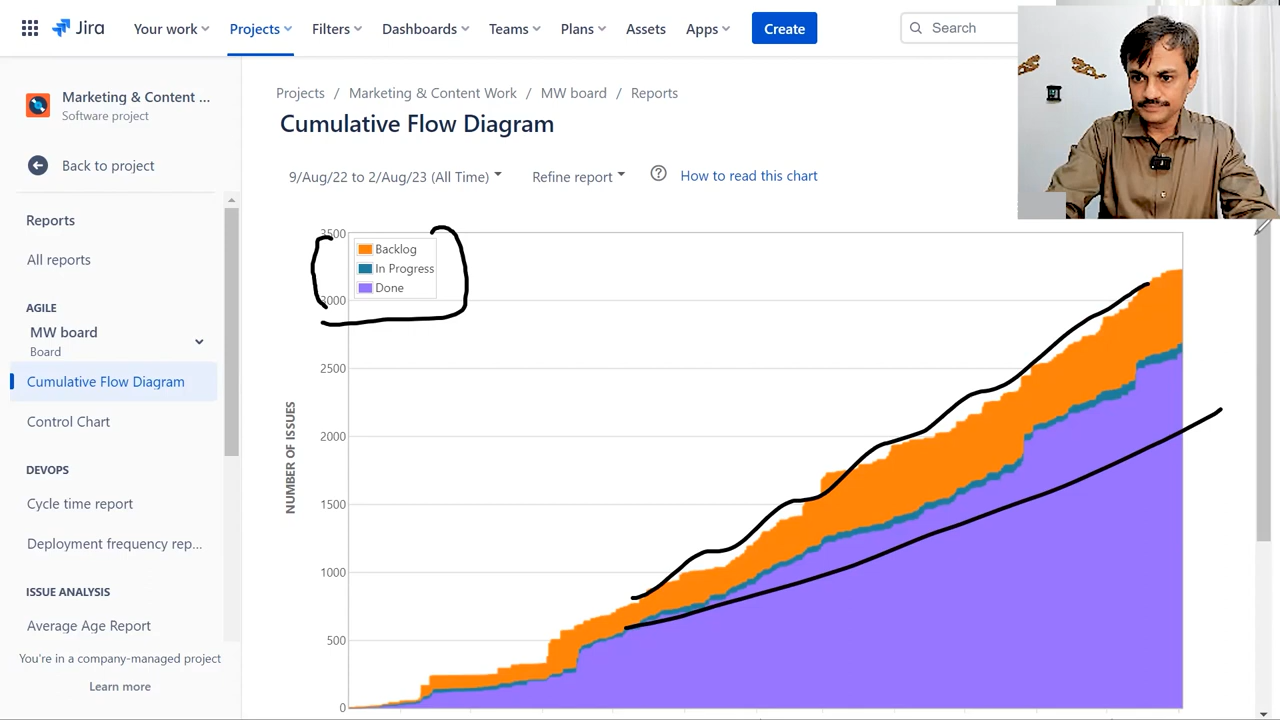 Jira
Your work
Projects
Filters
Dashboards
Teams
Plans
Assets
Apps
Create
Search
Marketing & Content ...
Software project
Back to project
Reports
All reports
AGILE
MW board
Board
Cumulative Flow Diagram
Control Chart
DEVOPS
Cycle time report
Deployment frequency rep...
ISSUE ANALYSIS
Average Age Report
You're in a company-managed project
Learn more
Projects / Marketing & Content Work / MW board / Reports
Cumulative Flow Diagram
9/Aug/22 to 2/Aug/23 (All Time)
Refine report
How to read this chart
Backlog
In Progress
Done
NUMBER OF ISSUES
3500
3000
2500
2000
1500
1000
500
0